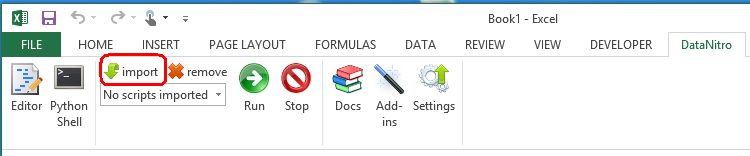 Book1 - Excel
FILE HOME INSERT PAGE LAYOUT FORMULAS DATA REVIEW VIEW DEVELOPER DataNitro
import remove
No scripts imported
Editor Python Shell Run Stop Docs Add-ins Settings